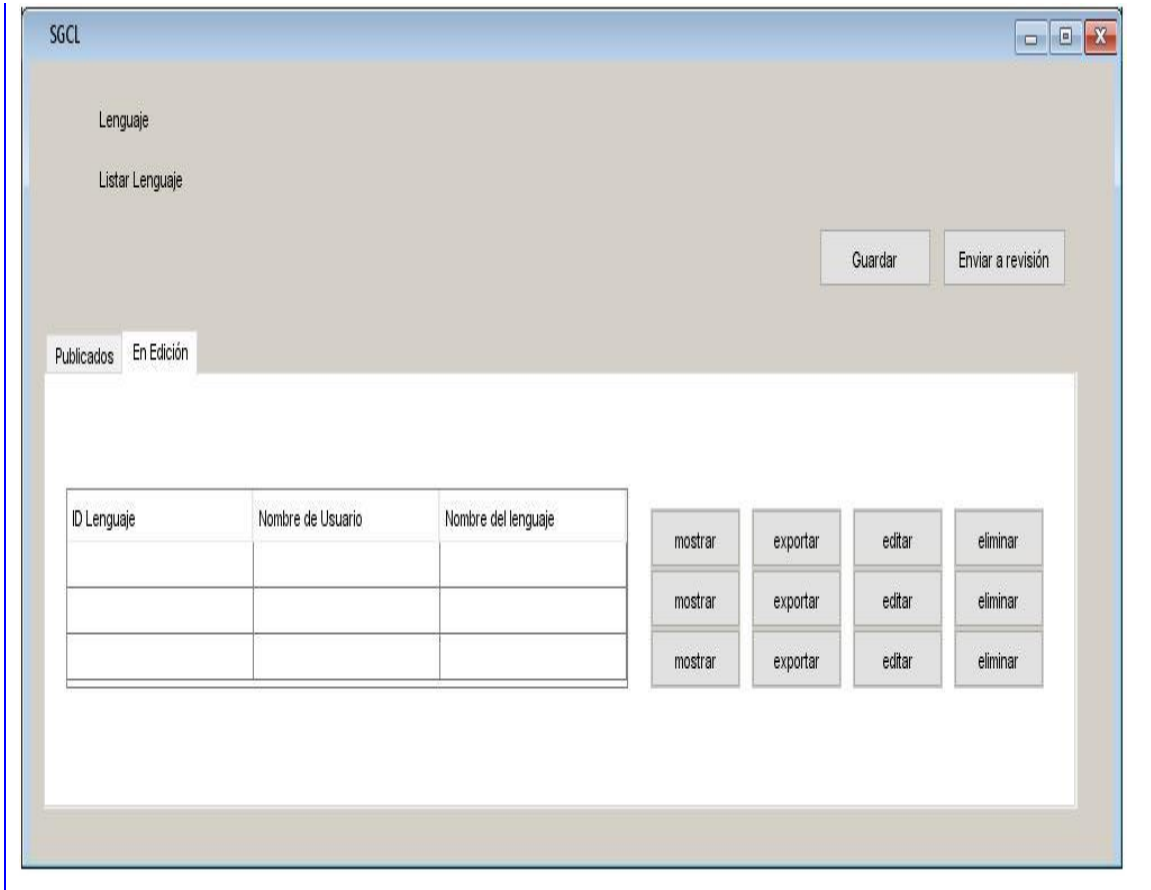 SGCL
Lenguaje
Listar Lenguaje
Guardar Enviar a revisión
Publicados En Edición
ID Lenguaje Nombre de Usuario Nombre del lenguaje
mostrar exportar editar eliminar
mostrar exportar editar eliminar
mostrar exportar editar eliminar